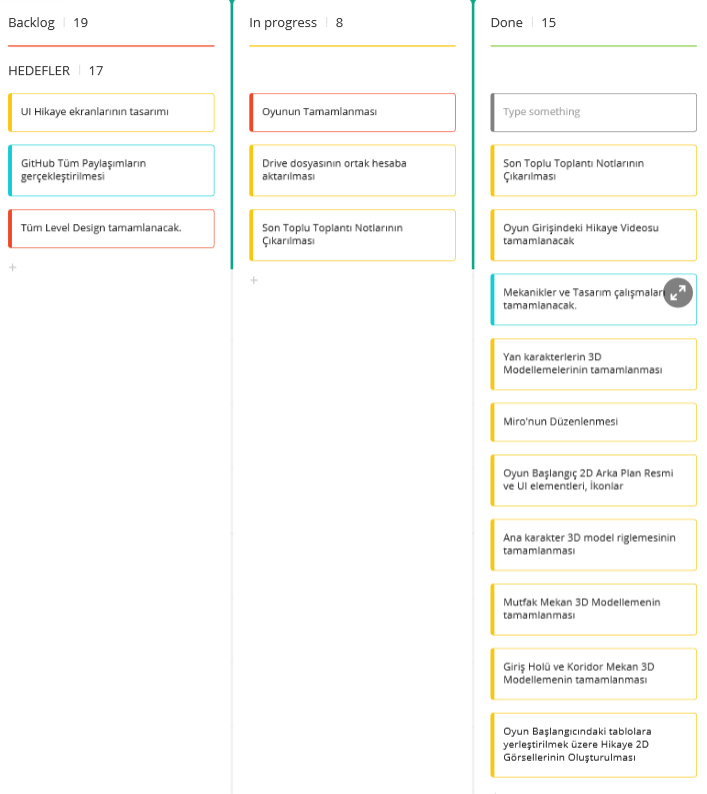 Backlog 19
HEDEFLER 17
UI Hikaye ekranlarının tasarımı
GitHub Tüm Paylaşımların
gerçekleştirilmesi
Tüm Level Design tamamlanacak.
+
In progress 8
Oyunun Tamamlanması
Drive dosyasının ortak hesaba
aktarılması
Son Toplu Toplantı Notlarının
Çıkarılması
+
Done 15
Type something
Son Toplu Toplantı Notlarının
Çıkarılması
Oyun Girişindeki Hikaye Videosu
tamamlanacak
Mekanikler ve Tasarım çalışmaları
tamamlanacak.
Yan karakterlerin 3D
Modellemelerinin tamamlanması
Miro'nun Düzenlenmesi
Oyun Başlangıç 2D Arka Plan Resmi
ve UI elementleri, İkonlar
Ana karakter 3D model riglemesinin
tamamlanması
Mutfak Mekan 3D Modellemenin
tamamlanması
Giriş Holü ve Koridor Mekan 3D
Modellemenin tamamlanması
Oyun Başlangıcındaki tablolara
yerleştirilmek üzere Hikaye 2D
Görsellerinin Oluşturulması